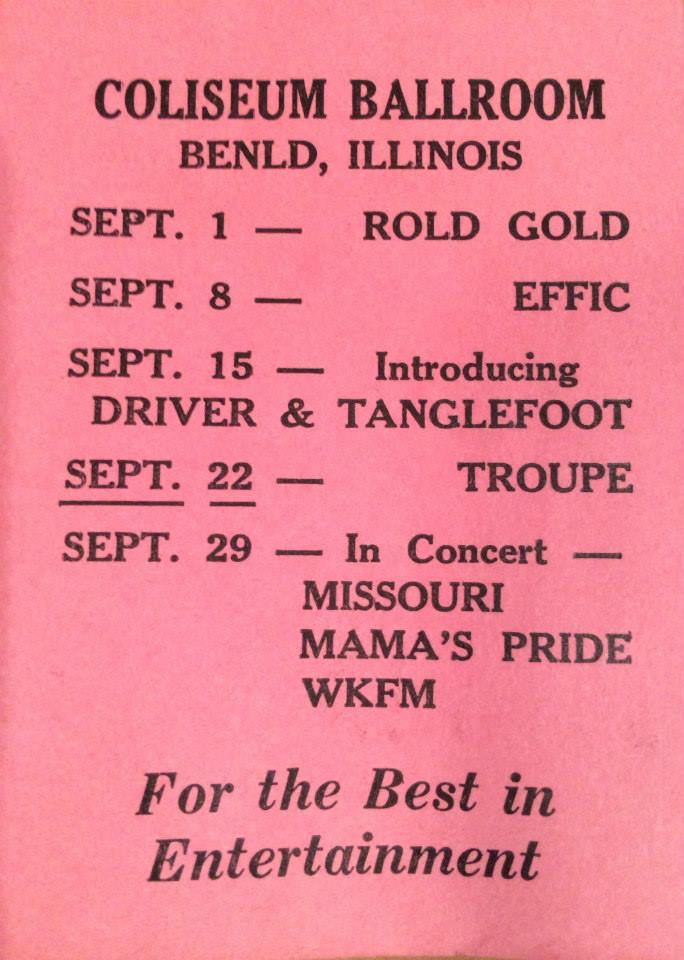 COLISEUM BALLROOM
BENLD, ILLINOIS
SEPT. 1 — ROLD GOLD
SEPT. 8 — EFFIC
SEPT. 15 — Introducing
DRIVER & TANGLEFOOT
SEPT. 22 — TROUPE
SEPT. 29 — In Concert —
MISSOURI
MAMA'S PRIDE
WKFM
For the Best in
Entertainment